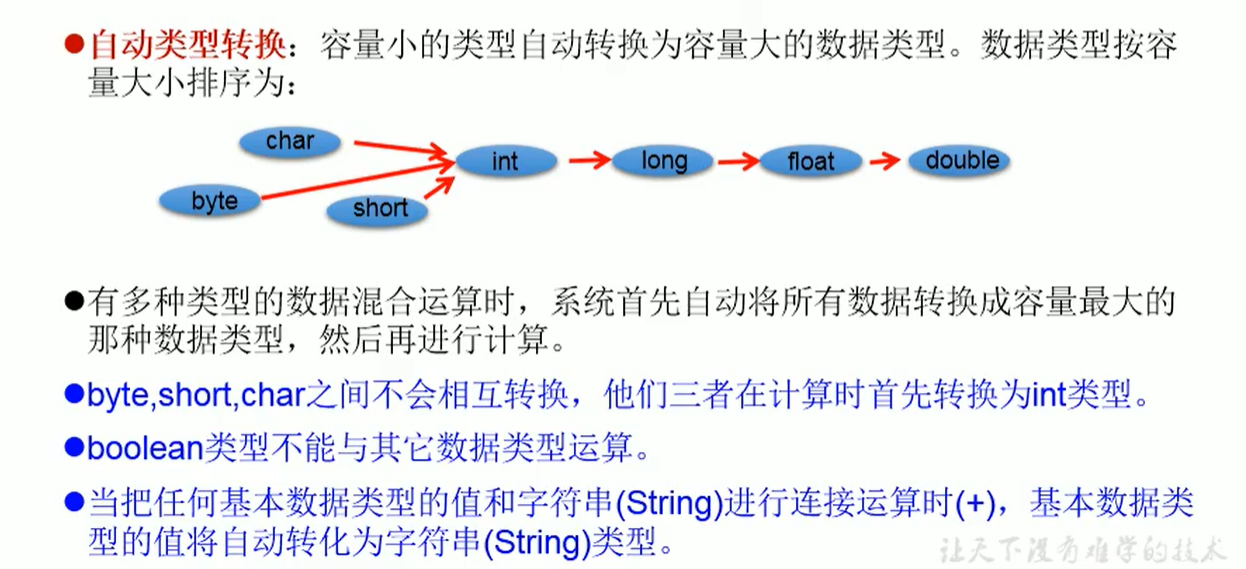 ●自动类型转换：容量小的类型自动转换为容量大的数据类型。数据类型按容
量大小排序为：
char
int
long
float
double
byte
short
●有多种类型的数据混合运算时，系统首先自动将所有数据转换成容量最大的
那种数据类型，然后再进行计算。
●byte,short,char之间不会相互转换，他们三者在计算时首先转换为int类型。
●boolean类型不能与其它数据类型运算。
●当把任何基本数据类型的值和字符串(String)进行连接运算时(+)，基本数据类
型的值将自动转化为字符串(String)类型。
让天下没有难学的技术